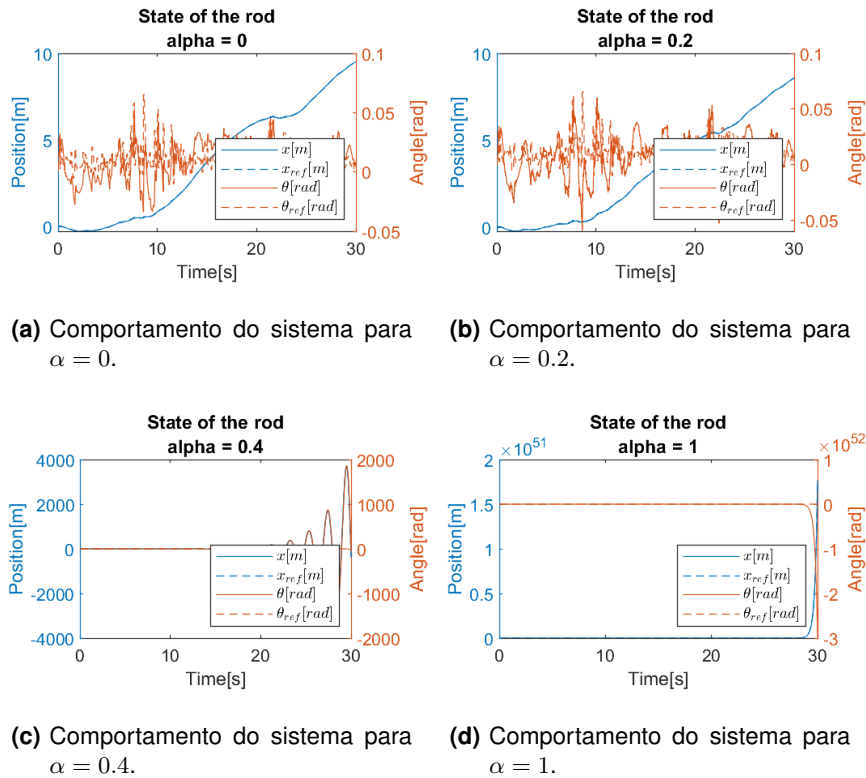 State of the rod
alpha = 0
10
5
0
Position[m]
0.1
0.05
0
-0.05
Angle[rad]
x[m]
x_ref[m]
θ[rad]
θ_ref[rad]
0 10 20 30
Time[s]
(a) Comportamento do sistema para
α = 0.
State of the rod
alpha = 0.2
10
5
0
Position[m]
0.1
0.05
0
-0.05
Angle[rad]
x[m]
x_ref[m]
θ[rad]
θ_ref[rad]
0 10 20 30
Time[s]
(b) Comportamento do sistema para
α = 0.2.
State of the rod
alpha = 0.4
4000
2000
0
-2000
-4000
Position[m]
2000
1000
0
-1000
-2000
Angle[rad]
x[m]
x_ref[m]
θ[rad]
θ_ref[rad]
0 10 20 30
Time[s]
(c) Comportamento do sistema para
α = 0.4.
State of the rod
alpha = 1
×10^51
2
1.5
1
0.5
0
Position[m]
×10^52
1
0
-1
-2
-3
Angle[rad]
x[m]
x_ref[m]
θ[rad]
θ_ref[rad]
0 10 20 30
Time[s]
(d) Comportamento do sistema para
α = 1.